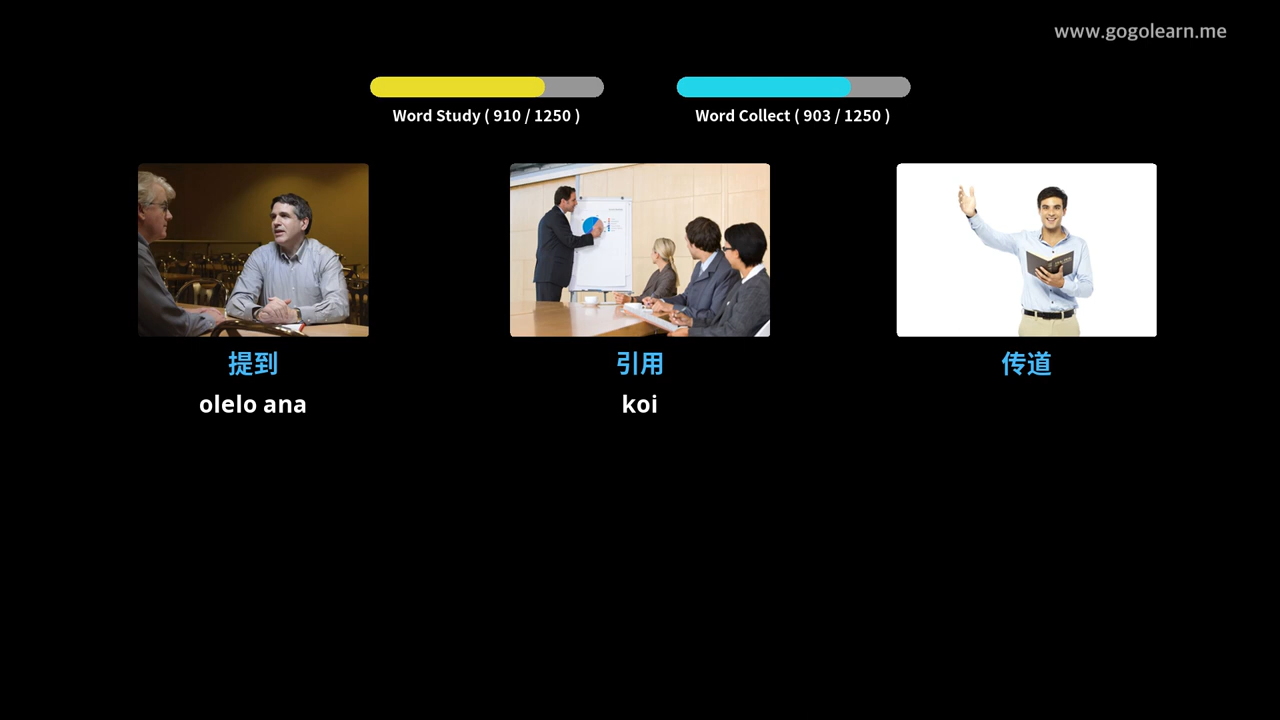 www.gogolearn.me
Word Study ( 910 / 1250 )
Word Collect ( 903 / 1250 )
提到
引用
传道
olelo ana
koi